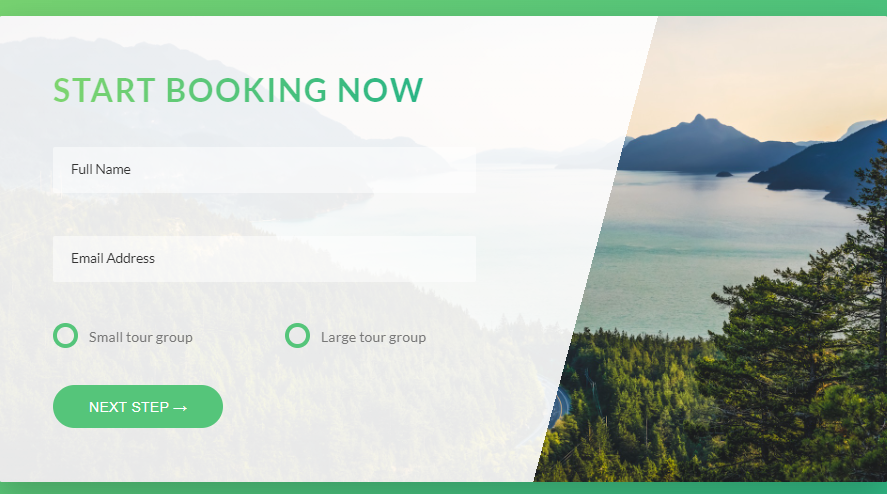 START BOOKING NOW
Full Name
Email Address
Small tour group
Large tour group
NEXT STEP →